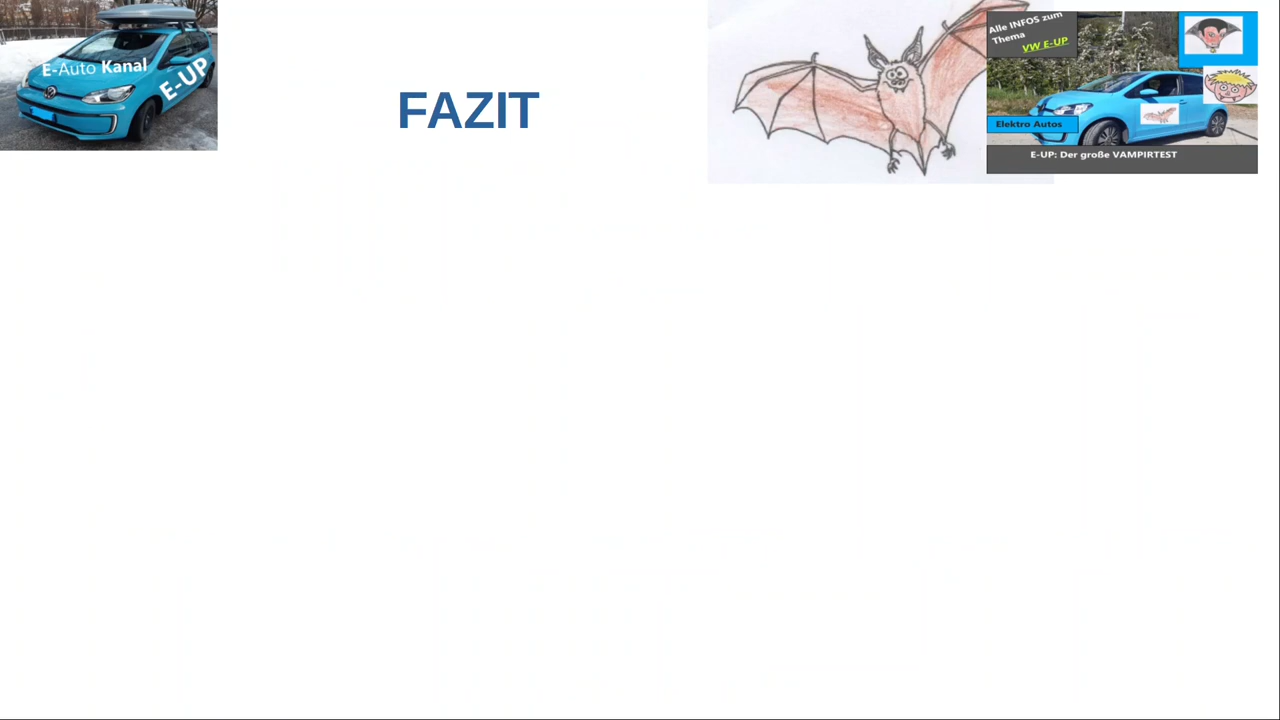 E-Auto Kanal
E-UP
FAZIT
Alle INFOS zum
Thema
VW E-UP
Elektro Autos
E-UP: Der große VAMPIRTEST